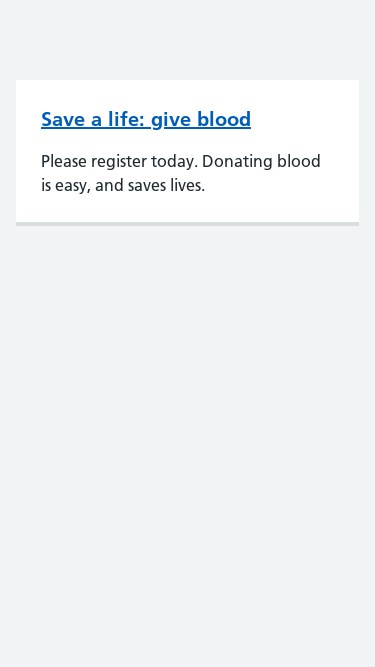 Save a life: give blood
Please register today. Donating blood
is easy, and saves lives.